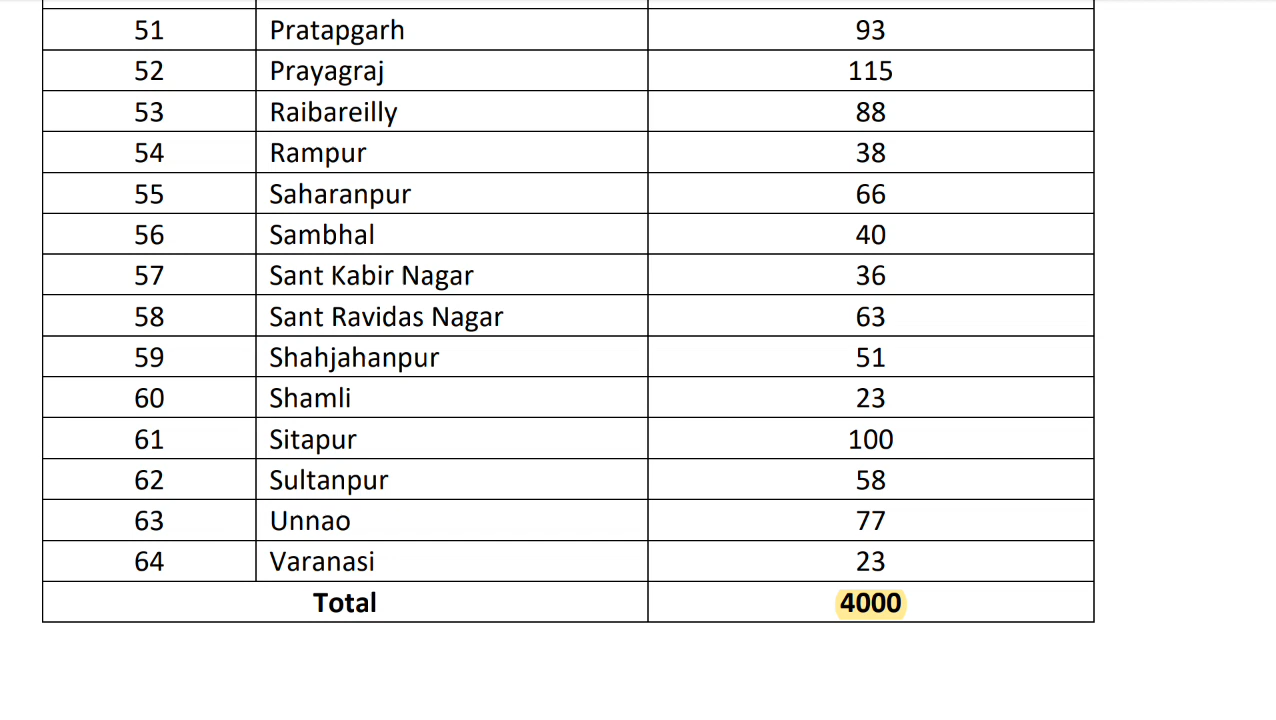 51 Pratapgarh 93
52 Prayagraj 115
53 Raibareilly 88
54 Rampur 38
55 Saharanpur 66
56 Sambhal 40
57 Sant Kabir Nagar 36
58 Sant Ravidas Nagar 63
59 Shahjahanpur 51
60 Shamli 23
61 Sitapur 100
62 Sultanpur 58
63 Unnao 77
64 Varanasi 23
Total 4000